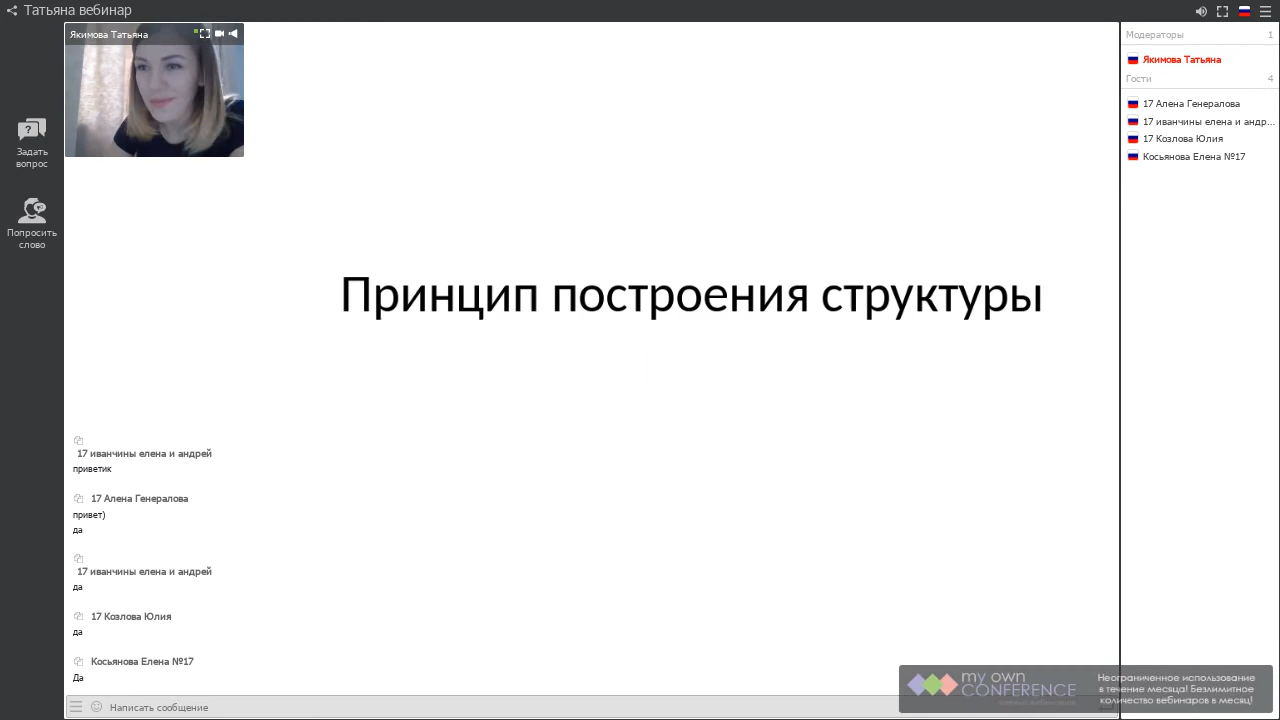 Татьяна вебинар
Якимова Татьяна
Задать
вопрос
Попросить
слово
Принцип построения структуры
17 иванчины елена и андрей
приветик
17 Алена Генералова
привет)
да
17 иванчины елена и андрей
да
17 Козлова Юлия
да
Косьянова Елена №17
Да
Написать сообщение
Модераторы 1
Якимова Татьяна
Гости 4
17 Алена Генералова
17 иванчины елена и андр...
17 Козлова Юлия
Косьянова Елена №17
my own
CONFERENCE
Неограниченное использование
в течение месяца! Безлимитное
количество вебинаров в месяц!